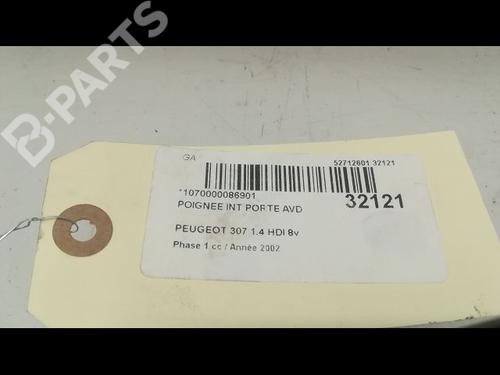 B-PARTS
GA
52712601 32121
*1070000086901
32121
POIGNEE INT PORTE AVD
PEUGEOT 307 1.4 HDI 8v
Phase 1 cc / Année 2002